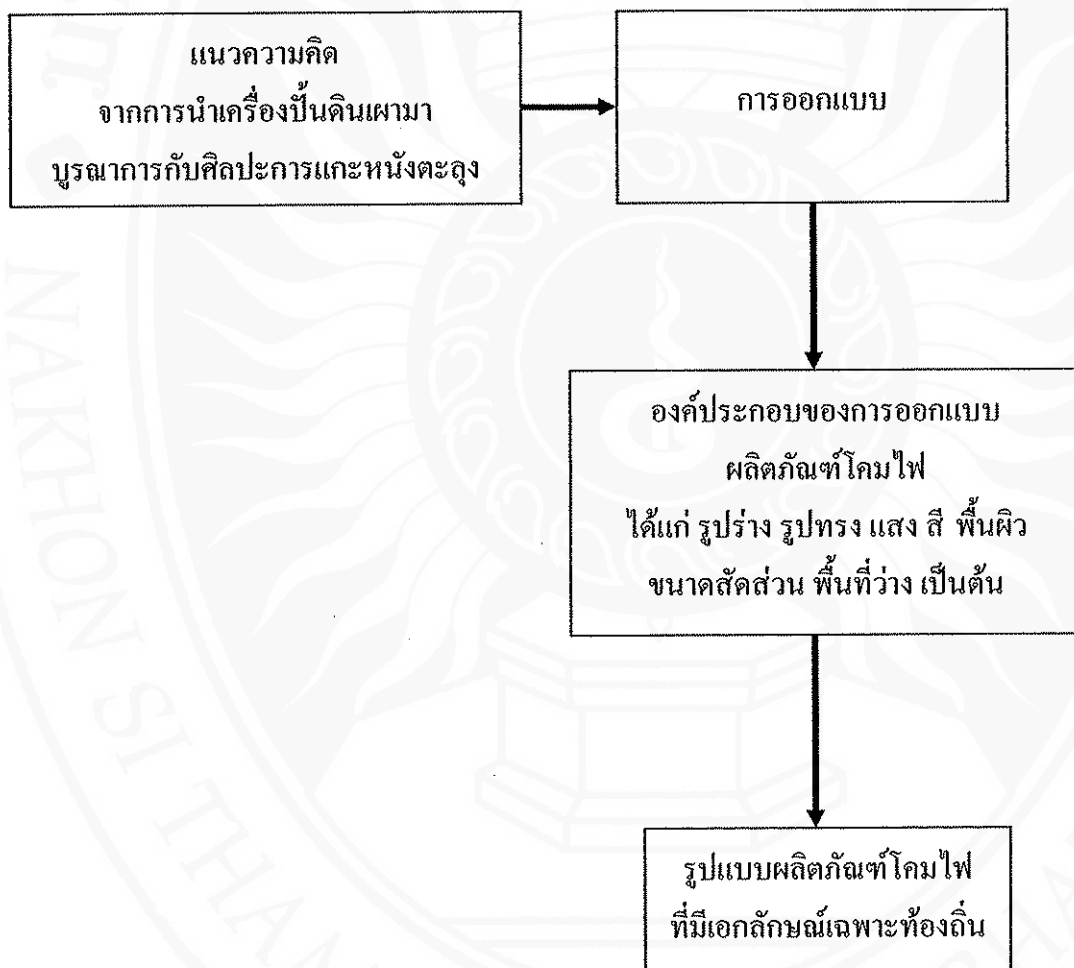 แนวความคิด
จากการนำเครื่องปั้นดินเผามา
บูรณาการกับศิลปะการแกะหนังตะลุง
การออกแบบ
องค์ประกอบของการออกแบบ
ผลิตภัณฑ์โคมไฟ
ได้แก่ รูปร่าง รูปทรง แสง สี พื้นผิว
ขนาดสัดส่วน พื้นที่ว่าง เป็นต้น
รูปแบบผลิตภัณฑ์โคมไฟ
ที่มีเอกลักษณ์เฉพาะท้องถิ่น
NAKHON SI THAM